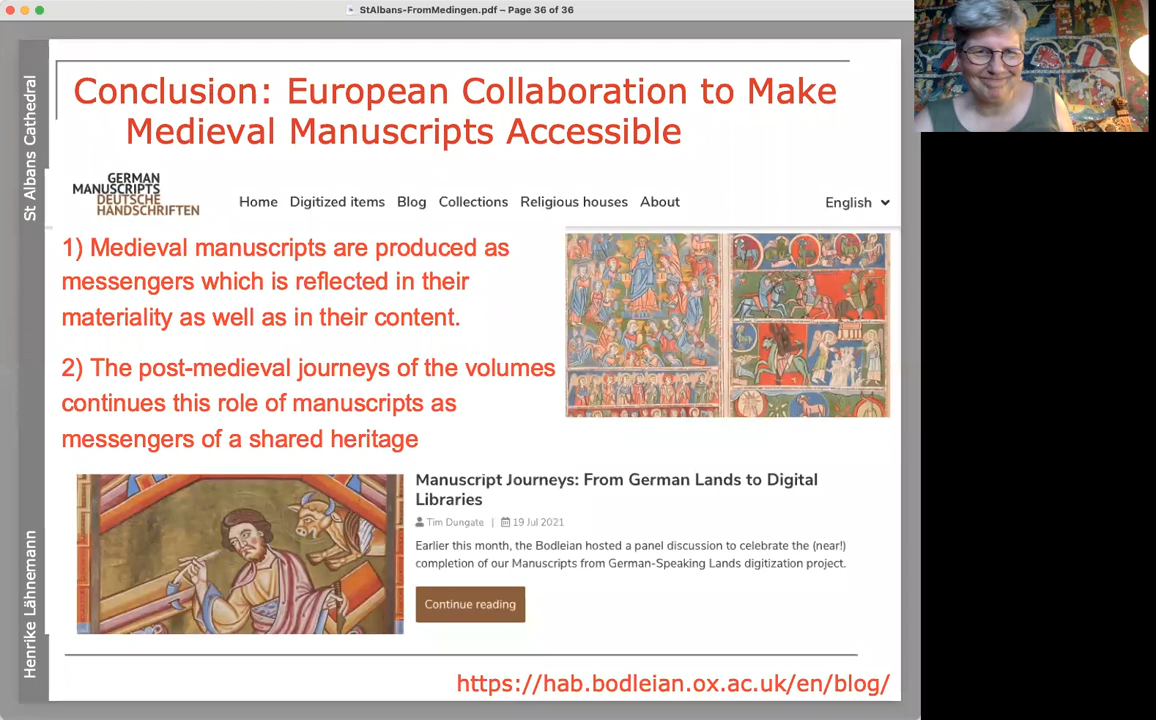 StAlbans-FromMedingen.pdf – Page 36 of 36
St Albans Cathedral
Henrike Lähnemann
Conclusion: European Collaboration to Make
Medieval Manuscripts Accessible
GERMAN
MANUSCRIPTS
DEUTSCHE
HANDSCHRIFTEN
Home Digitized items Blog Collections Religious houses About English
1) Medieval manuscripts are produced as
messengers which is reflected in their
materiality as well as in their content.
2) The post-medieval journeys of the volumes
continues this role of manuscripts as
messengers of a shared heritage
Manuscript Journeys: From German Lands to Digital
Libraries
Tim Dungate | 19 Jul 2021
Earlier this month, the Bodleian hosted a panel discussion to celebrate the (near!)
completion of our Manuscripts from German-Speaking Lands digitization project.
Continue reading
https://hab.bodleian.ox.ac.uk/en/blog/